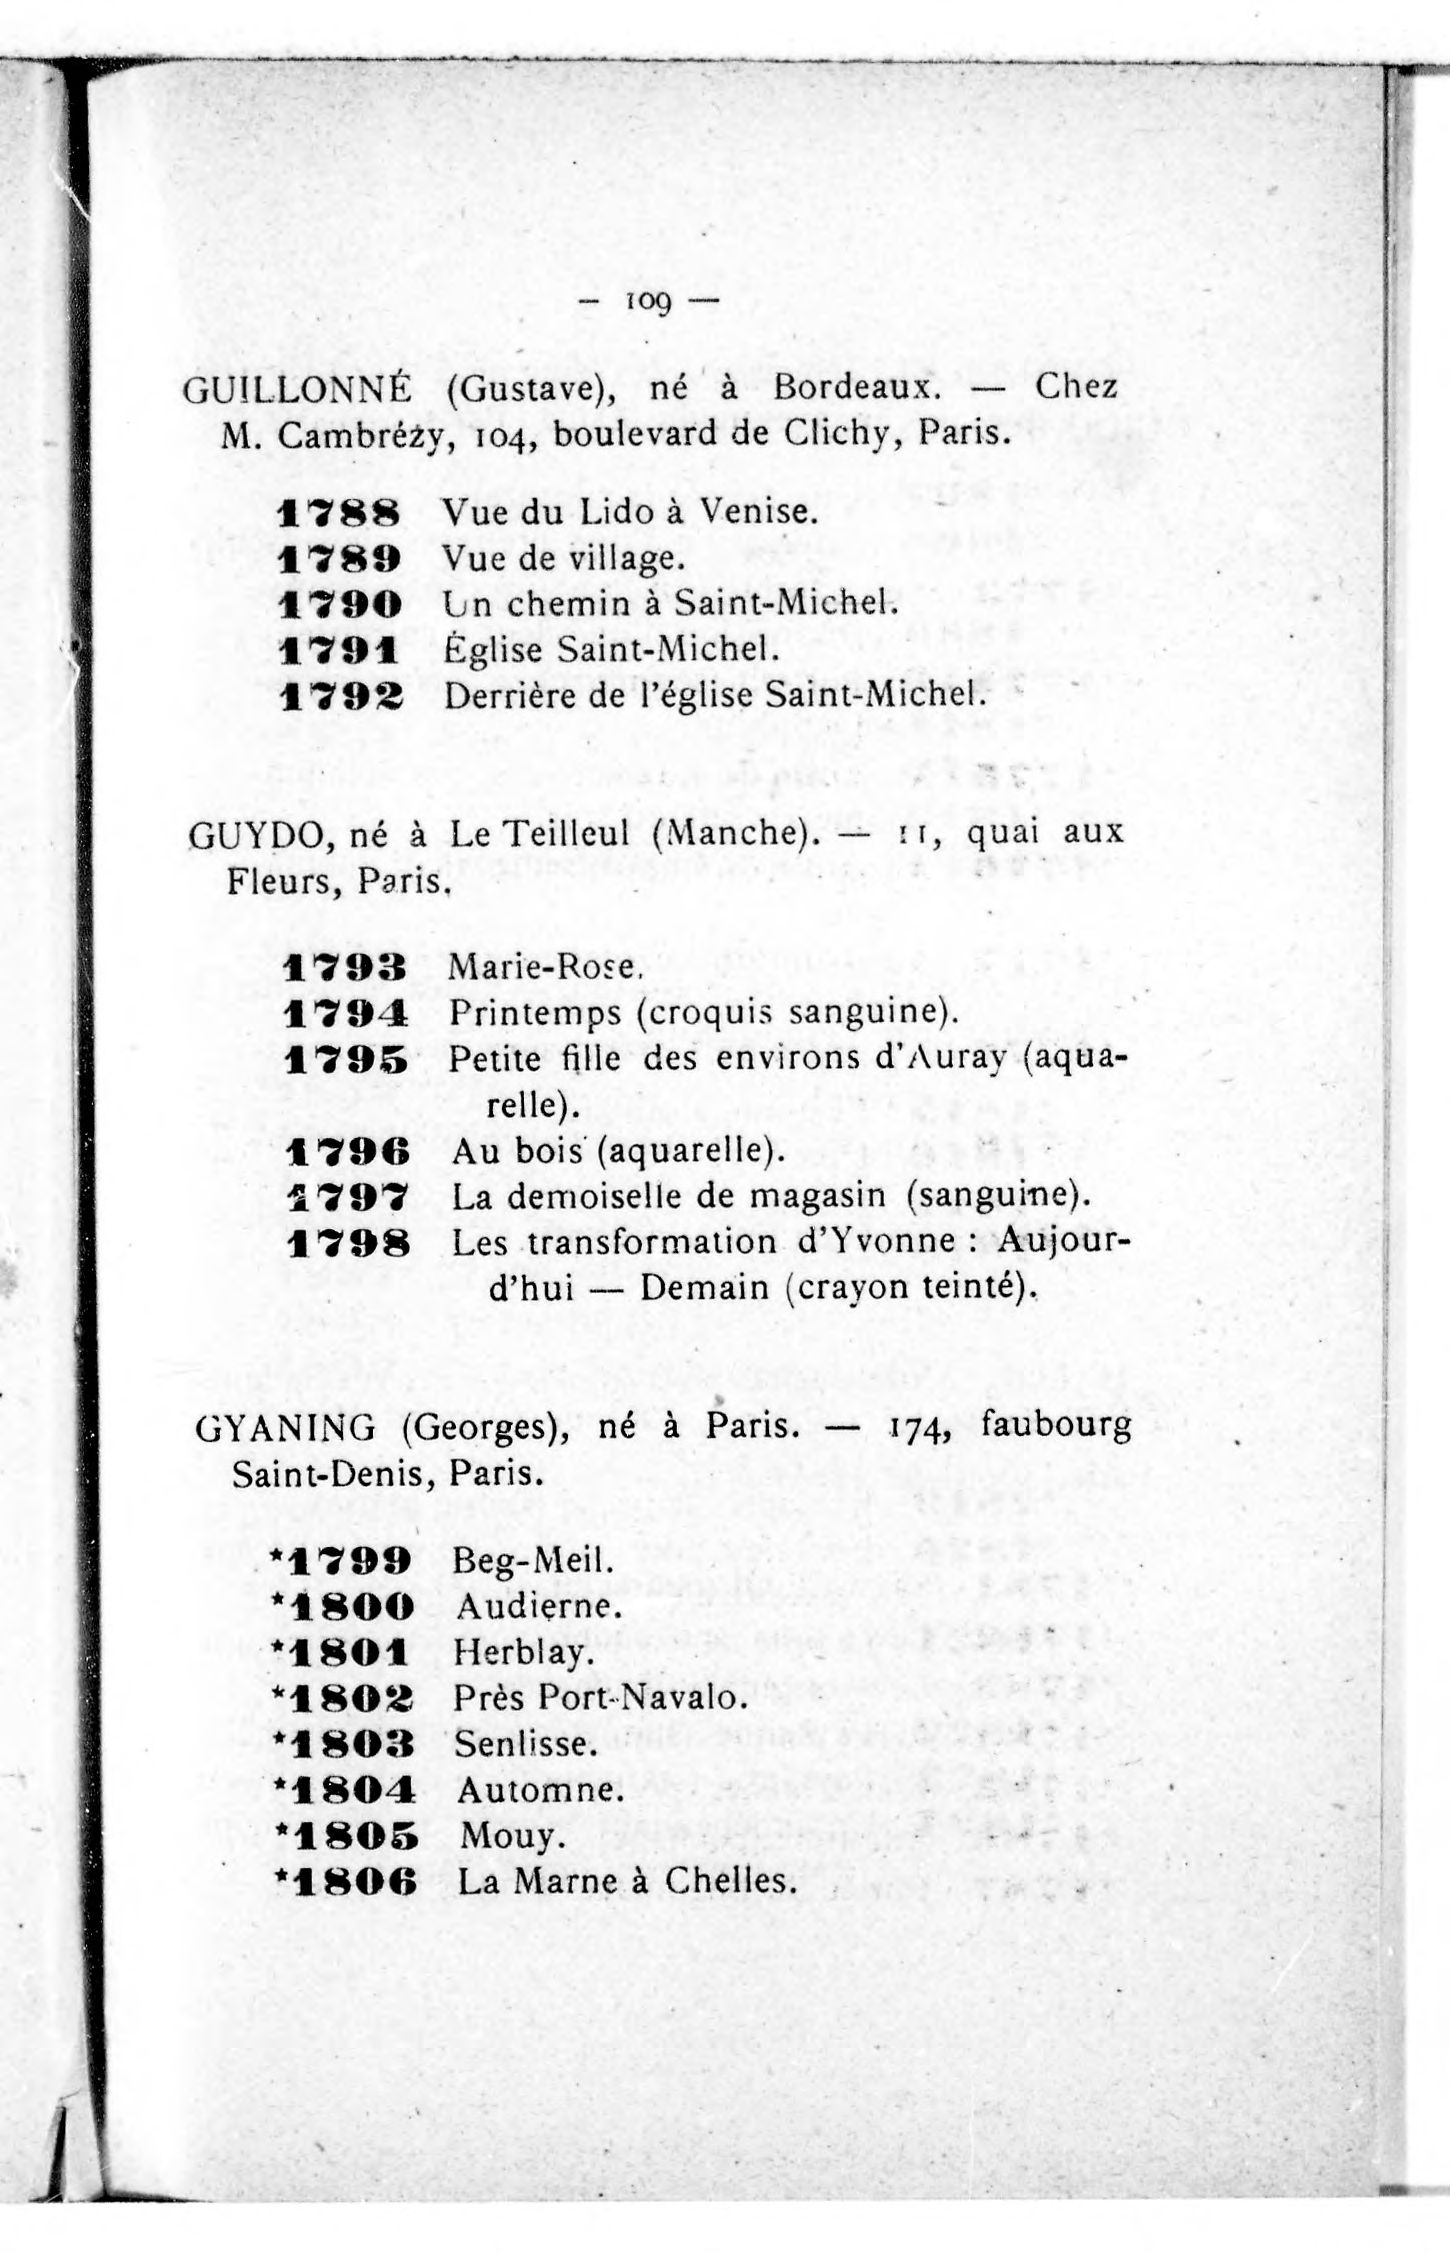 — 109 —
GUILLONNÉ (Gustave), né à Bordeaux. — Chez
M. Cambrézy, 104, boulevard de Clichy, Paris.
1788 Vue du Lido à Venise.
1789 Vue de village.
1790 Un chemin à Saint-Michel.
1791 Église Saint-Michel.
1792 Derrière de l'église Saint-Michel.
GUYDO, né à Le Teilleul (Manche). — 11, quai aux
Fleurs, Paris.
1793 Marie-Rose.
1794 Printemps (croquis sanguine).
1795 Petite fille des environs d'Auray (aqua-
relle).
1796 Au bois (aquarelle).
1797 La demoiselle de magasin (sanguine).
1798 Les transformation d'Yvonne : Aujour-
d'hui — Demain (crayon teinté).
GYANING (Georges), né à Paris. — 174, faubourg
Saint-Denis, Paris.
*1799 Beg-Meil.
*1800 Audierne.
*1801 Herblay.
*1802 Près Port-Navalo.
*1803 Senlisse.
*1804 Automne.
*1805 Mouy.
*1806 La Marne à Chelles.